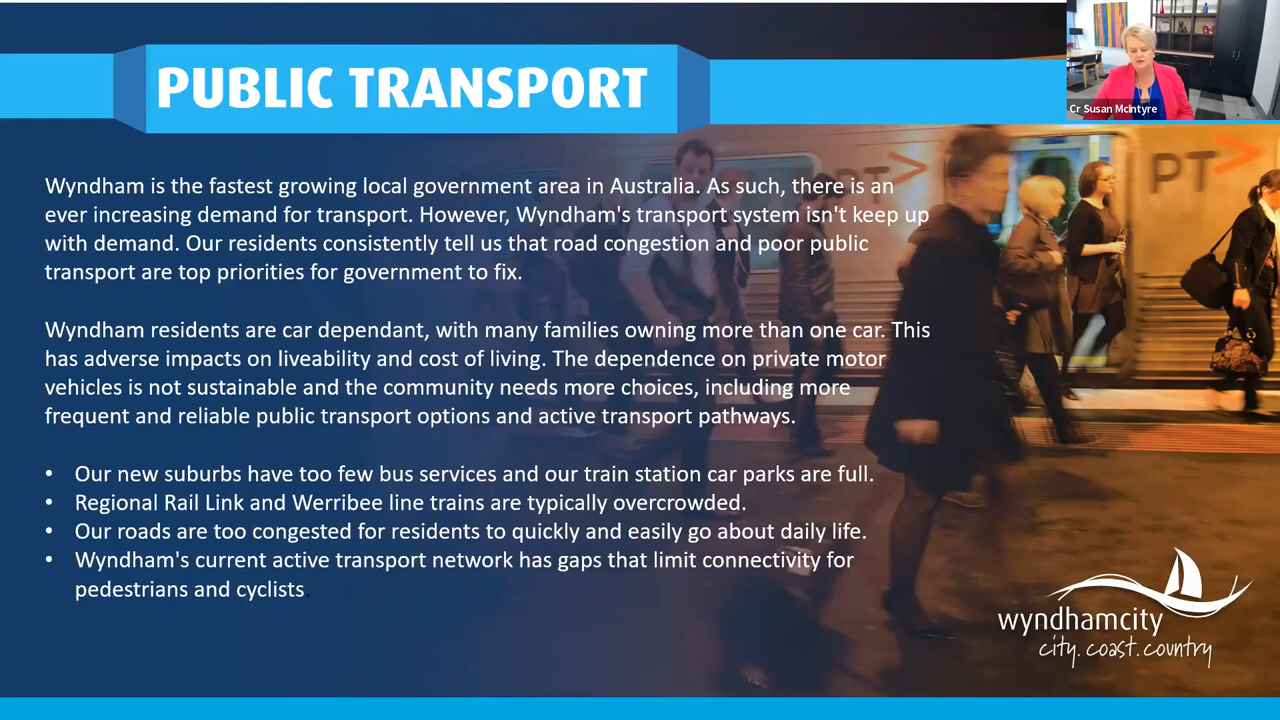 PUBLIC TRANSPORT
Cr Susan McIntyre
PT
PT
Wyndham is the fastest growing local government area in Australia. As such, there is an
ever increasing demand for transport. However, Wyndham's transport system isn't keep up
with demand. Our residents consistently tell us that road congestion and poor public
transport are top priorities for government to fix.
Wyndham residents are car dependant, with many families owning more than one car. This
has adverse impacts on liveability and cost of living. The dependence on private motor
vehicles is not sustainable and the community needs more choices, including more
frequent and reliable public transport options and active transport pathways.
• Our new suburbs have too few bus services and our train station car parks are full.
• Regional Rail Link and Werribee line trains are typically overcrowded.
• Our roads are too congested for residents to quickly and easily go about daily life.
• Wyndham's current active transport network has gaps that limit connectivity for
pedestrians and cyclists.
wyndhamcity
city. coast. country